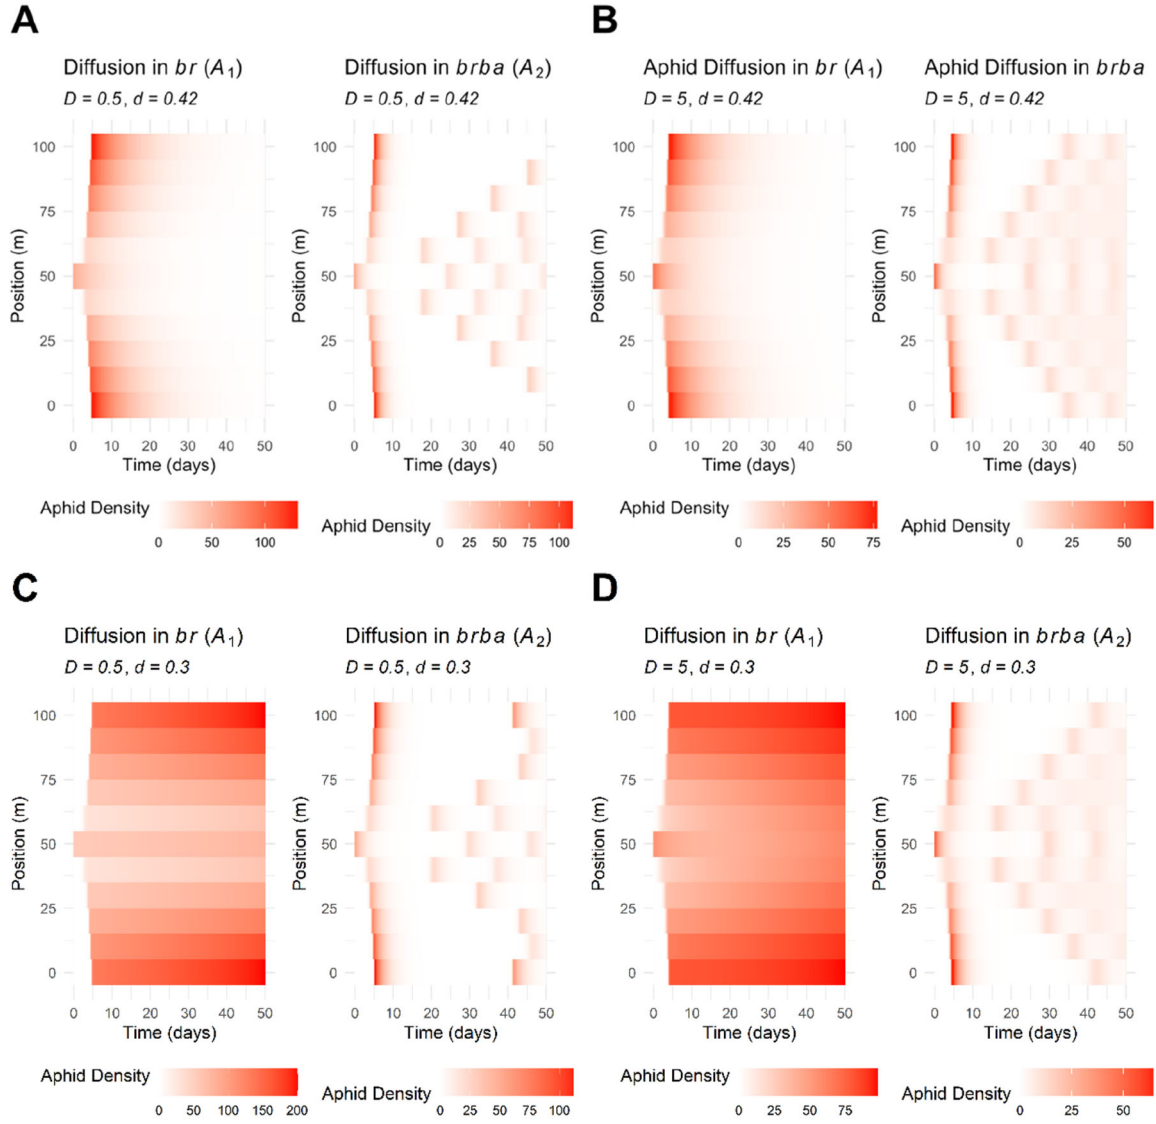 A
B
Diffusion in br (A1)
D = 0.5, d = 0.42
Diffusion in brba (A2)
D = 0.5, d = 0.42
Aphid Diffusion in br (A1)
D = 5, d = 0.42
Aphid Diffusion in brba
D = 5, d = 0.42
Position (m)
100
75
50
25
0
0 10 20 30 40 50
Time (days)
Position (m)
100
75
50
25
0
0 10 20 30 40 50
Time (days)
Position (m)
100
75
50
25
0
0 10 20 30 40 50
Time (days)
Position (m)
100
75
50
25
0
0 10 20 30 40 50
Time (days)
Aphid Density
0 50 100
Aphid Density
0 25 50 75 100
Aphid Density
0 25 50 75
Aphid Density
0 25 50
C
D
Diffusion in br (A1)
D = 0.5, d = 0.3
Diffusion in brba (A2)
D = 0.5, d = 0.3
Diffusion in br (A1)
D = 5, d = 0.3
Diffusion in brba (A2)
D = 5, d = 0.3
Position (m)
100
75
50
25
0
0 10 20 30 40 50
Time (days)
Position (m)
100
75
50
25
0
0 10 20 30 40 50
Time (days)
Position (m)
100
75
50
25
0
0 10 20 30 40 50
Time (days)
Position (m)
100
75
50
25
0
0 10 20 30 40 50
Time (days)
Aphid Density
0 50 100 150 200
Aphid Density
0 25 50 75 100
Aphid Density
0 25 50 75
Aphid Density
0 25 50